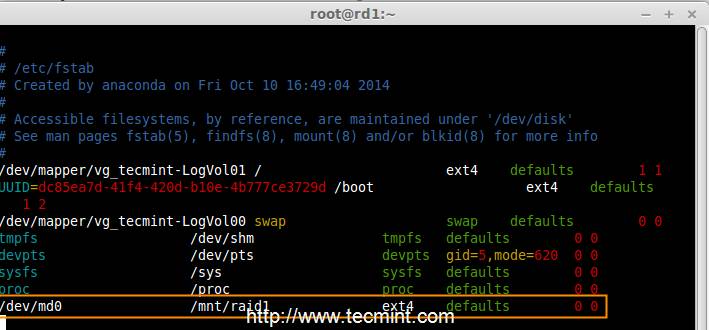 root@rd1:~
#
# /etc/fstab
# Created by anaconda on Fri Oct 10 16:49:04 2014
#
# Accessible filesystems, by reference, are maintained under '/dev/disk'
# See man pages fstab(5), findfs(8), mount(8) and/or blkid(8) for more info
#
/dev/mapper/vg_tecmint-LogVol01 / ext4 defaults 1 1
UUID=dc85ea7d-41f4-420d-b10e-4b777ce3729d /boot ext4 defaults
1 2
/dev/mapper/vg_tecmint-LogVol00 swap swap defaults 0 0
tmpfs /dev/shm tmpfs defaults 0 0
devpts /dev/pts devpts gid=5,mode=620 0 0
sysfs /sys sysfs defaults 0 0
proc /proc proc defaults 0 0
/dev/md0 /mnt/raid1 ext4 defaults 0 0
http://www.tecmint.com